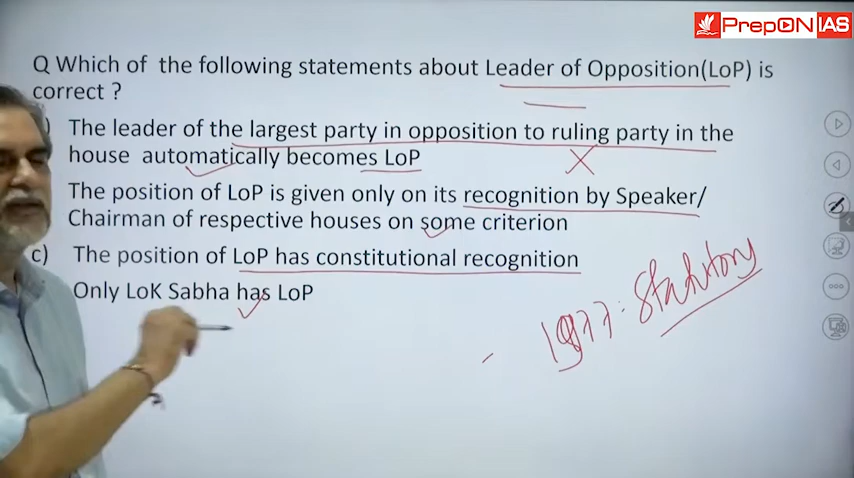 PrepON IAS
Q Which of the following statements about Leader of Opposition(LoP) is
correct ?
) The leader of the largest party in opposition to ruling party in the
house automatically becomes LoP
The position of LoP is given only on its recognition by Speaker/
Chairman of respective houses on some criterion
c) The position of LoP has constitutional recognition
Only LoK Sabha has LoP
1977: Statutory